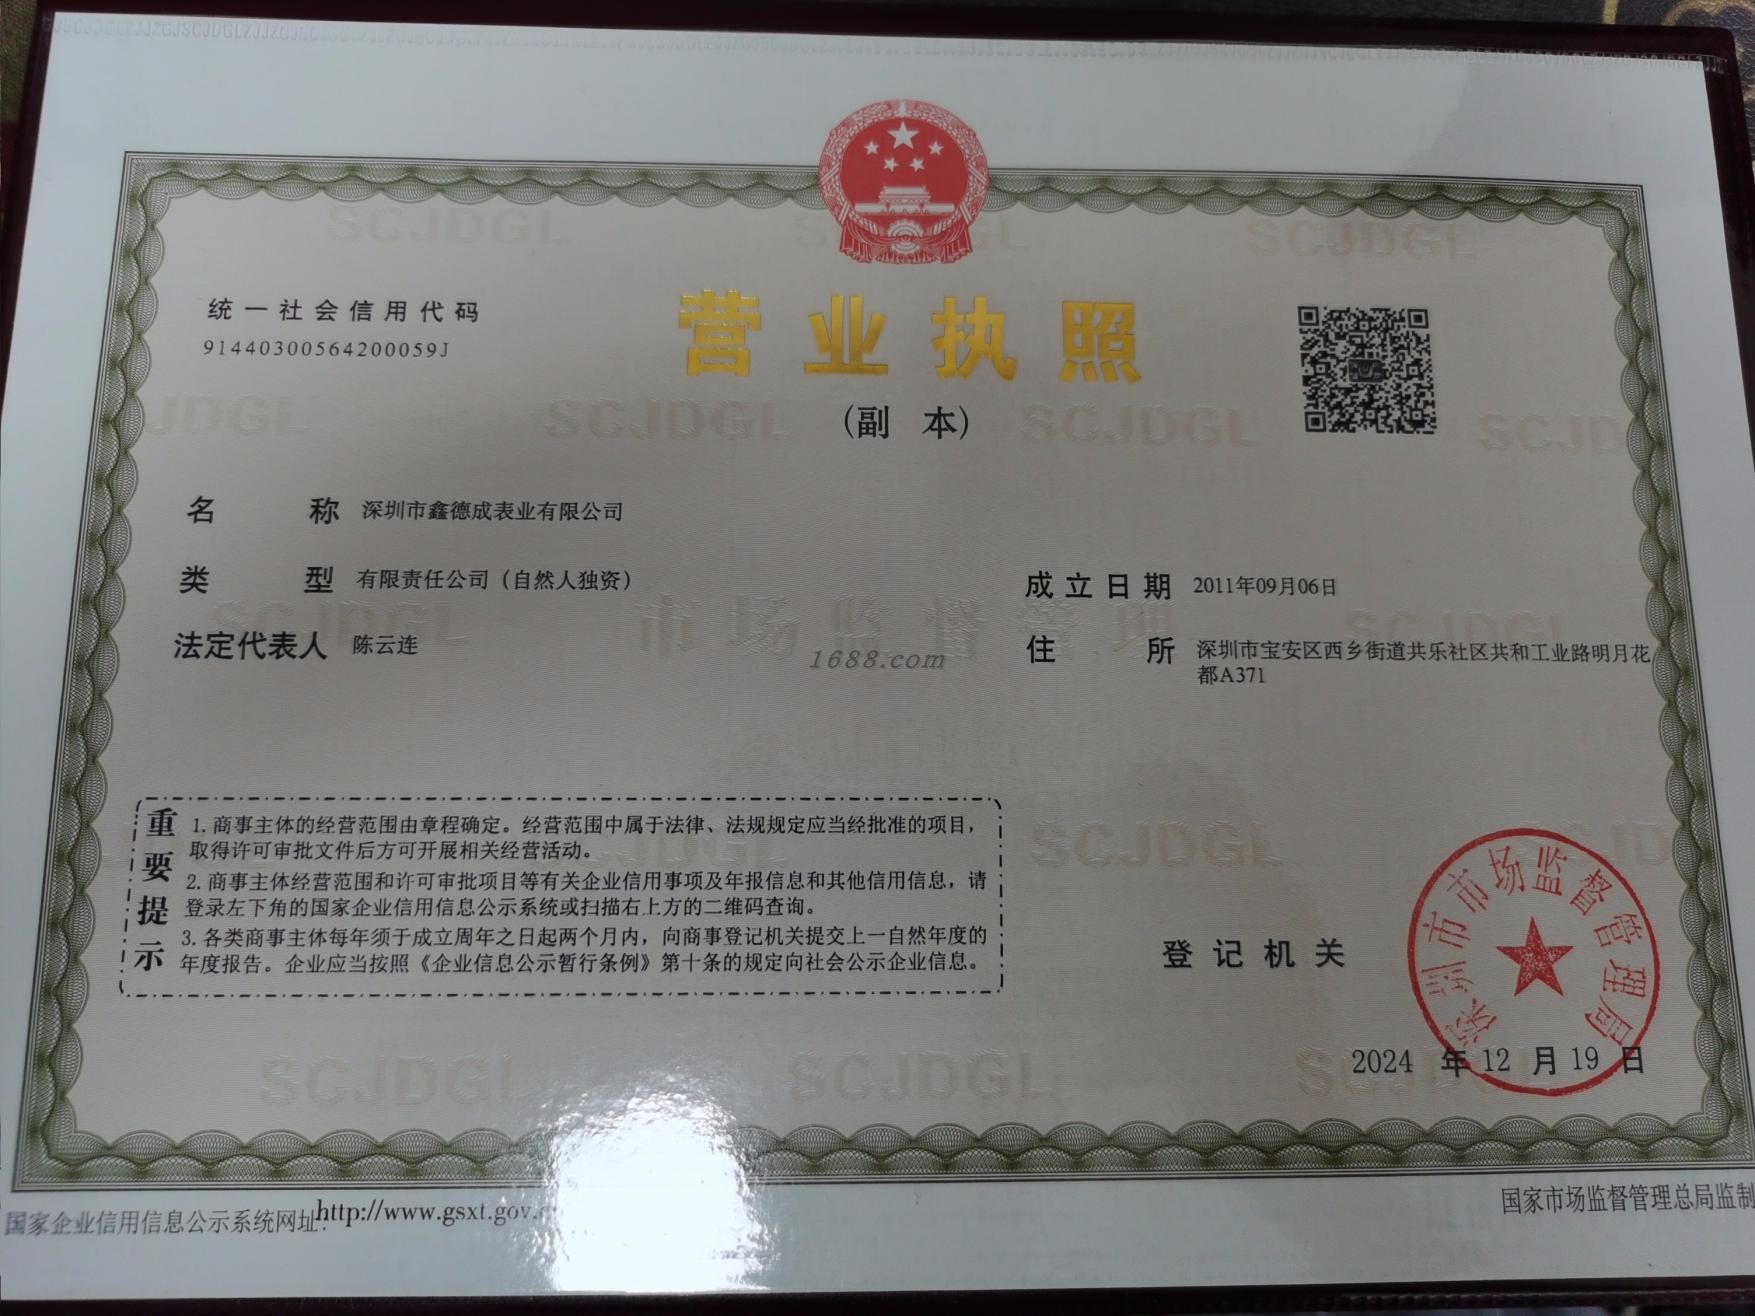 统一社会信用代码
91440300564200059J
营业执照
(副 本)
名 称 深圳市鑫德成表业有限公司
类 型 有限责任公司（自然人独资）
法定代表人 陈云连
成立日期 2011年09月06日
住 所 深圳市宝安区西乡街道共乐社区共和工业路明月花
都A371
市场监督管理
1688.com
重要提示
1. 商事主体的经营范围由章程确定。经营范围中属于法律、法规规定应当经批准的项目，
取得许可审批文件后方可开展相关经营活动。
2. 商事主体经营范围和许可审批项目等有关企业信用事项及年报信息和其他信用信息，请
登录左下角的国家企业信用信息公示系统或扫描右上方的二维码查询。
3. 各类商事主体每年须于成立周年之日起两个月内，向商事登记机关提交上一自然年度的
年度报告。企业应当按照《企业信息公示暂行条例》第十条的规定向社会公示企业信息。
登记机关
深圳市市场监督管理局
2024 年 12 月 19 日
SCJDGL
国家企业信用信息公示系统网址:http://www.gsxt.gov.
国家市场监督管理总局监制